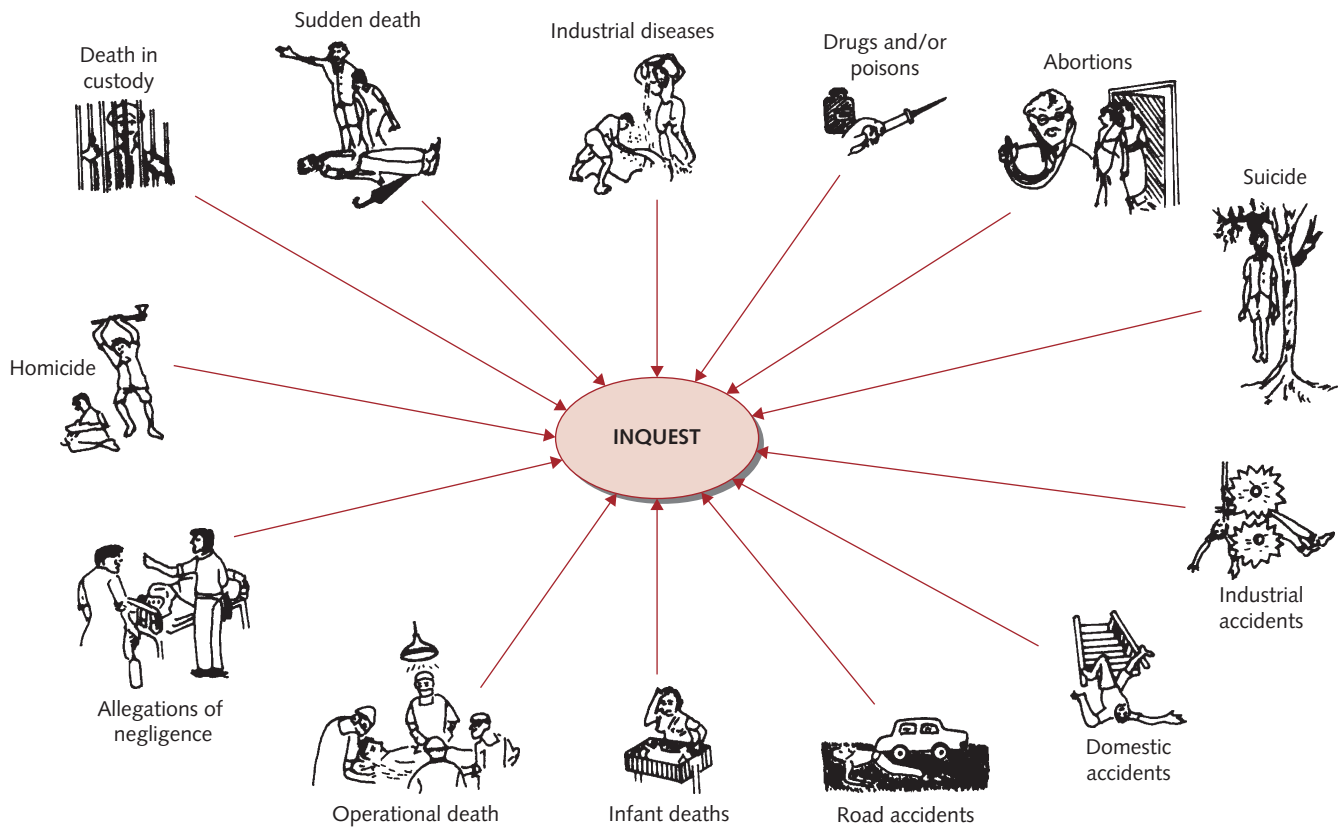 Sudden death
Industrial diseases
Drugs and/or
poisons
Death in
custody
Abortions
Suicide
Homicide
INQUEST
Industrial
accidents
Allegations of
negligence
Domestic
accidents
Operational death
Infant deaths
Road accidents